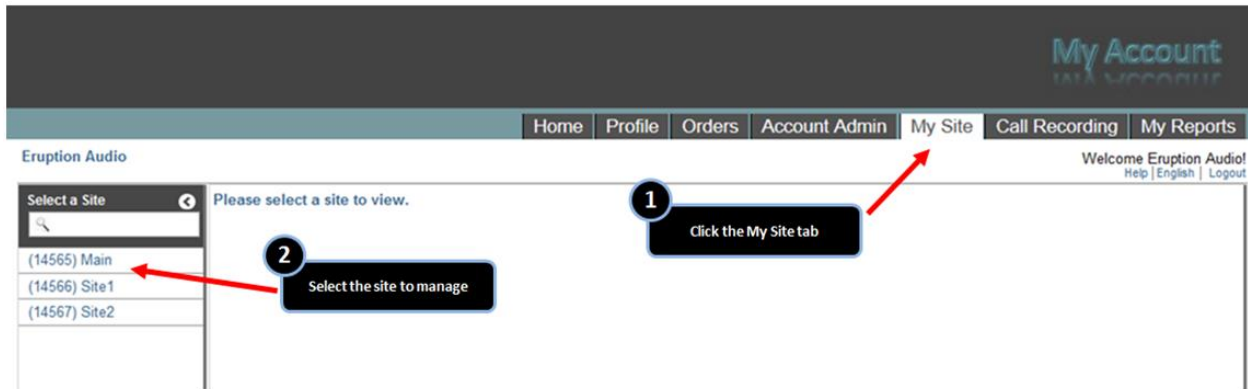 My Account
Home Profile Orders Account Admin My Site Call Recording My Reports
Eruption Audio
Welcome Eruption Audio!
Help | English | Logout
Select a Site
Please select a site to view.
1
Click the My Site tab
(14565) Main
2
Select the site to manage
(14566) Site1
(14567) Site2